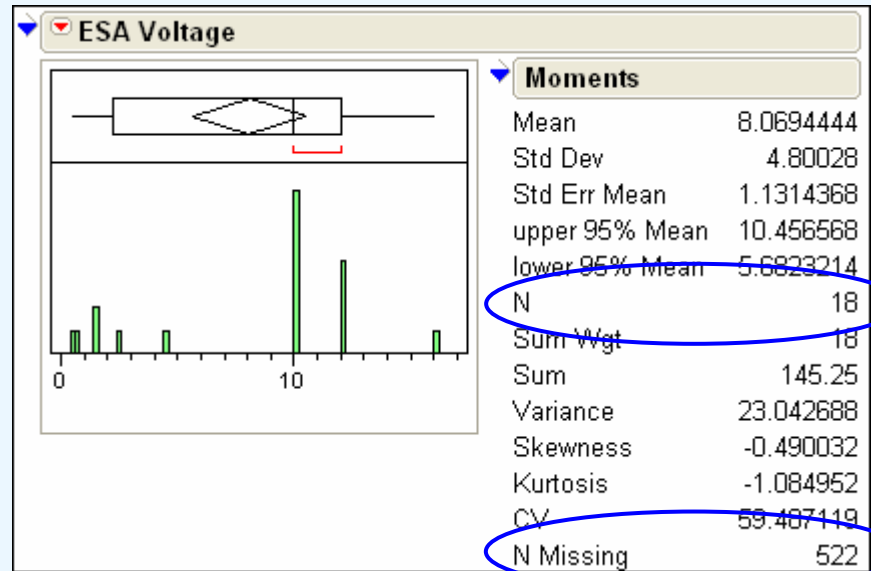 ESA Voltage
0 10
Moments
Mean 8.0694444
Std Dev 4.80028
Std Err Mean 1.1314368
upper 95% Mean 10.456568
lower 95% Mean 5.6823214
N 18
Sum Wgt 18
Sum 145.25
Variance 23.042688
Skewness -0.490032
Kurtosis -1.084952
CV 59.487119
N Missing 522